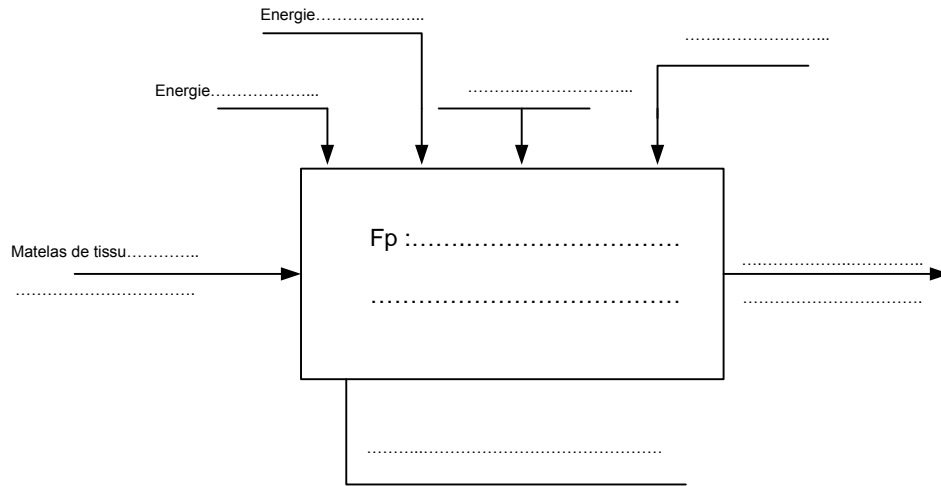 Energie…………………...
…….…………………...
Energie………………...
………..…………………...
Fp :…….…………………………
Matelas de tissu…………..
………………………………………
……………….…………..
……………………………
……………………………
………...……………………………………